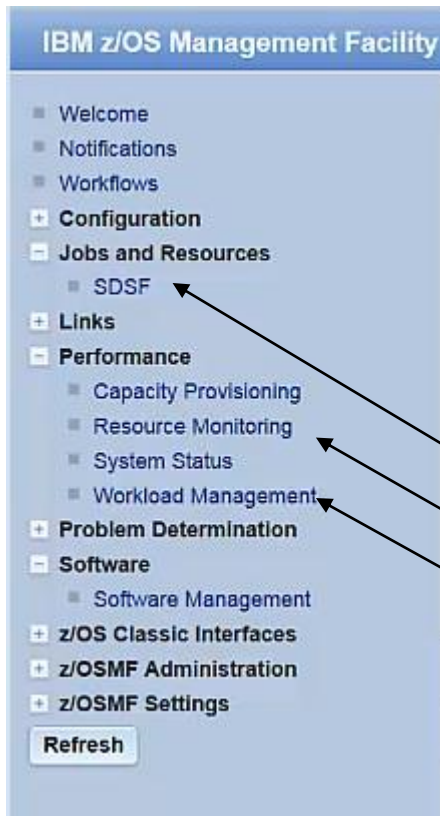 IBM z/OS Management Facility
Welcome
Notifications
Workflows
Configuration
Jobs and Resources
SDSF
Links
Performance
Capacity Provisioning
Resource Monitoring
System Status
Workload Management
Problem Determination
Software
Software Management
z/OS Classic Interfaces
z/OSMF Administration
z/OSMF Settings
Refresh